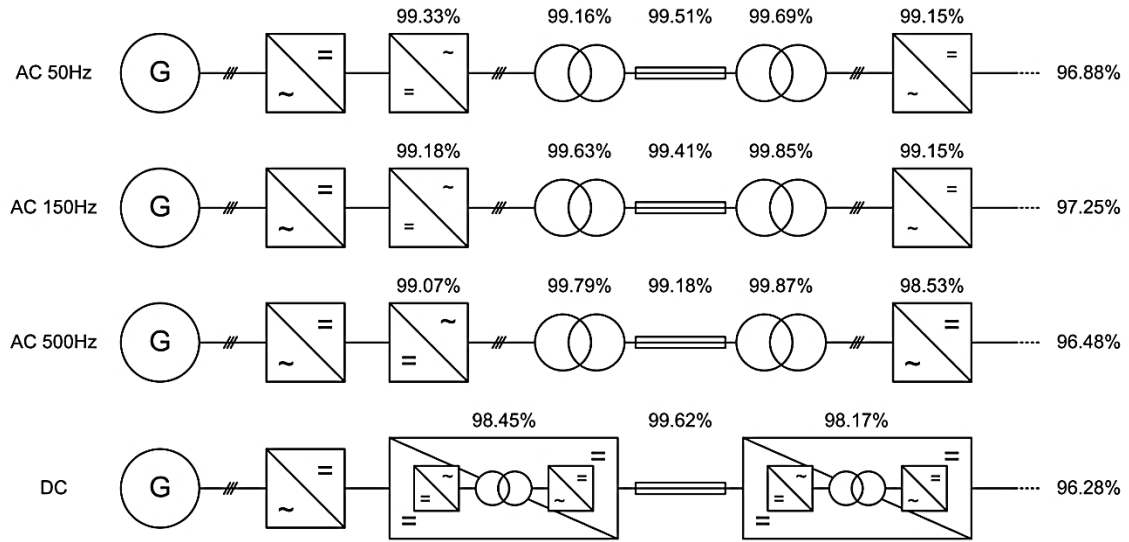 99.33% 99.16% 99.51% 99.69% 99.15%
AC 50Hz G = ~ ~ = = ~ 96.88%
99.18% 99.63% 99.41% 99.85% 99.15%
AC 150Hz G = ~ ~ = = ~ 97.25%
99.07% 99.79% 99.18% 99.87% 98.53%
AC 500Hz G = ~ ~ = = ~ 96.48%
98.45% 99.62% 98.17%
DC G = ~ = ~ = = ~ = = ~ = = ~ = 96.28%